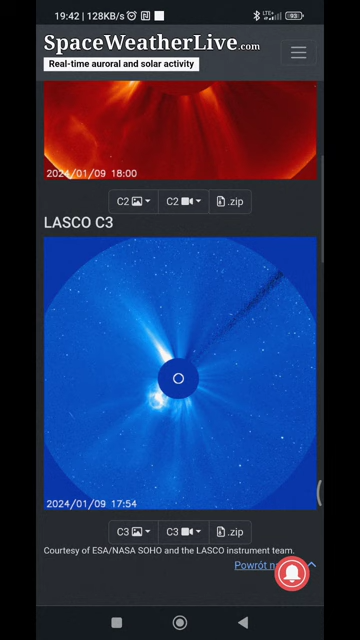 19:42 | 128KB/s
LTE+
93
SpaceWeatherLive.com
Real-time auroral and solar activity
2024/01/09 18:00
C2 C2 .zip
LASCO C3
2024/01/09 17:54
C3 C3 .zip
Courtesy of ESA/NASA SOHO and the LASCO instrument team.
Powrót